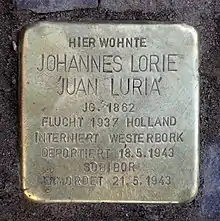 HIER WOHNTE
JOHANNES LORIE
'JUAN LURIA'
JG. 1862
FLUCHT 1937 HOLLAND
INTERNIERT WESTERBORK
DEPORTIERT 18.5.1943
SOBIBOR
ERMORDET 21.5.1943